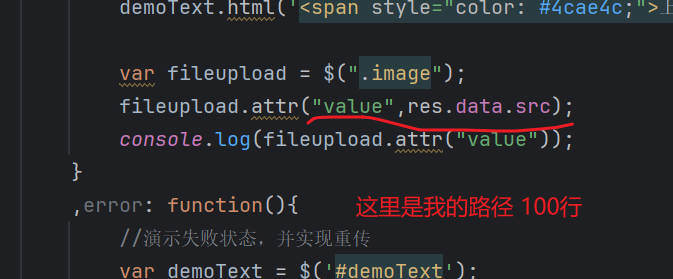 demoText.html('<span style="color: #4cae4c;">上
var fileupload = $(".image");
fileupload.attr("value",res.data.src);
console.log(fileupload.attr("value"));
}
,error: function(){ 这里是我的路径 100行
//演示失败状态，并实现重传
var demoText = $('#demoText');